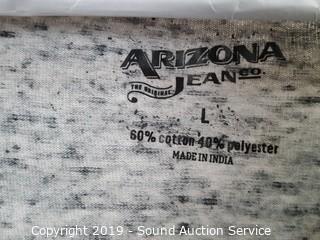 ARIZONA
JEAN CO.
THE ORIGINAL
L
60% cotton 40% polyester
MADE IN INDIA
Copyright 2019 - Sound Auction Service